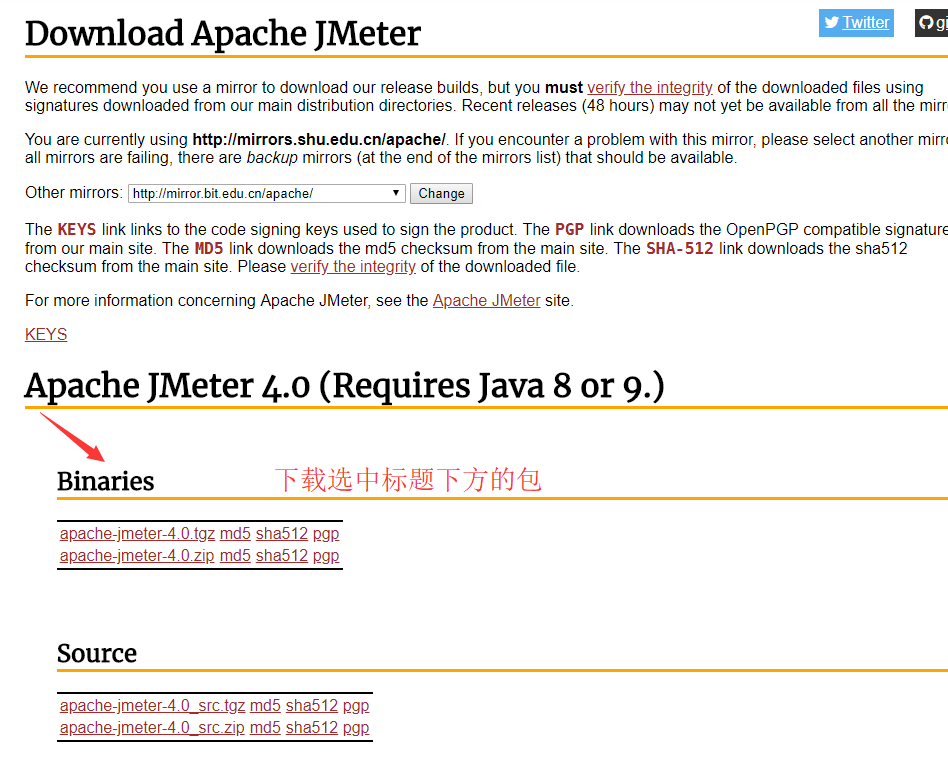 Download Apache JMeter
Twitter
gi
We recommend you use a mirror to download our release builds, but you must verify the integrity of the downloaded files using
signatures downloaded from our main distribution directories. Recent releases (48 hours) may not yet be available from all the mirr
You are currently using http://mirrors.shu.edu.cn/apache/. If you encounter a problem with this mirror, please select another mirr
all mirrors are failing, there are backup mirrors (at the end of the mirrors list) that should be available.
Other mirrors: http://mirror.bit.edu.cn/apache/ Change
The KEYS link links to the code signing keys used to sign the product. The PGP link downloads the OpenPGP compatible signature
from our main site. The MD5 link downloads the md5 checksum from the main site. The SHA-512 link downloads the sha512
checksum from the main site. Please verify the integrity of the downloaded file.
For more information concerning Apache JMeter, see the Apache JMeter site.
KEYS
Apache JMeter 4.0 (Requires Java 8 or 9.)
Binaries
下载选中标题下方的包
apache-jmeter-4.0.tgz md5 sha512 pgp
apache-jmeter-4.0.zip md5 sha512 pgp
Source
apache-jmeter-4.0_src.tgz md5 sha512 pgp
apache-jmeter-4.0_src.zip md5 sha512 pgp